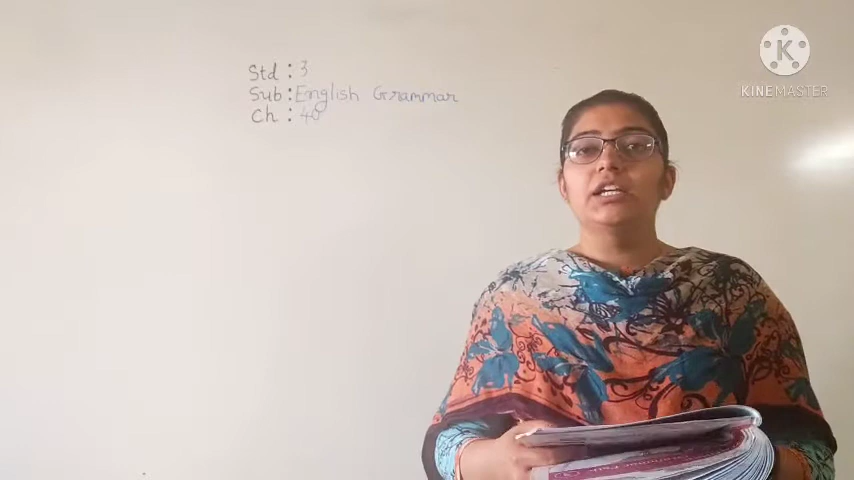 Std : 3
Sub : English Grammar
Ch : 40
K
KINEMASTER